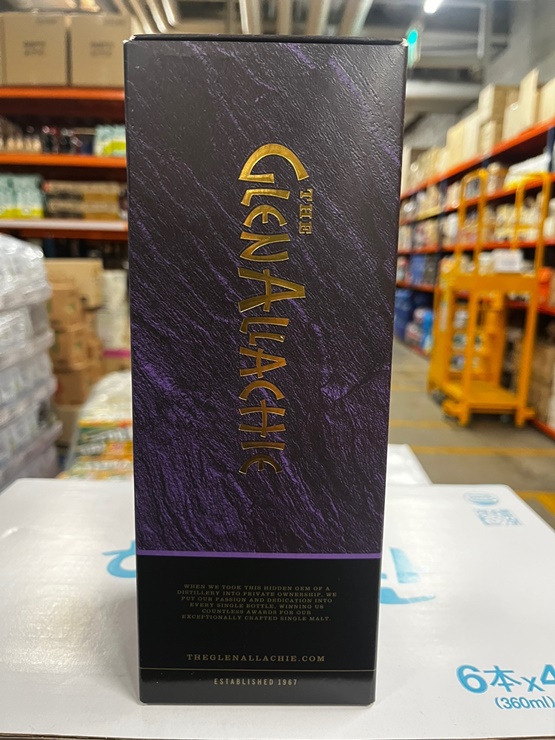 THE
GLENALLACHIE
WHEN WE TOOK THIS HIDDEN GEM OF A
DISTILLERY INTO PRIVATE OWNERSHIP, WE
PUT OUR PASSION AND DEDICATION INTO
EVERY SINGLE BOTTLE, WINNING US
COUNTLESS AWARDS FOR OUR
EXCEPTIONALLY CRAFTED SINGLE MALT.
THEGLENALLACHIE.COM
ESTABLISHED 1967
6本x4
(360ml)